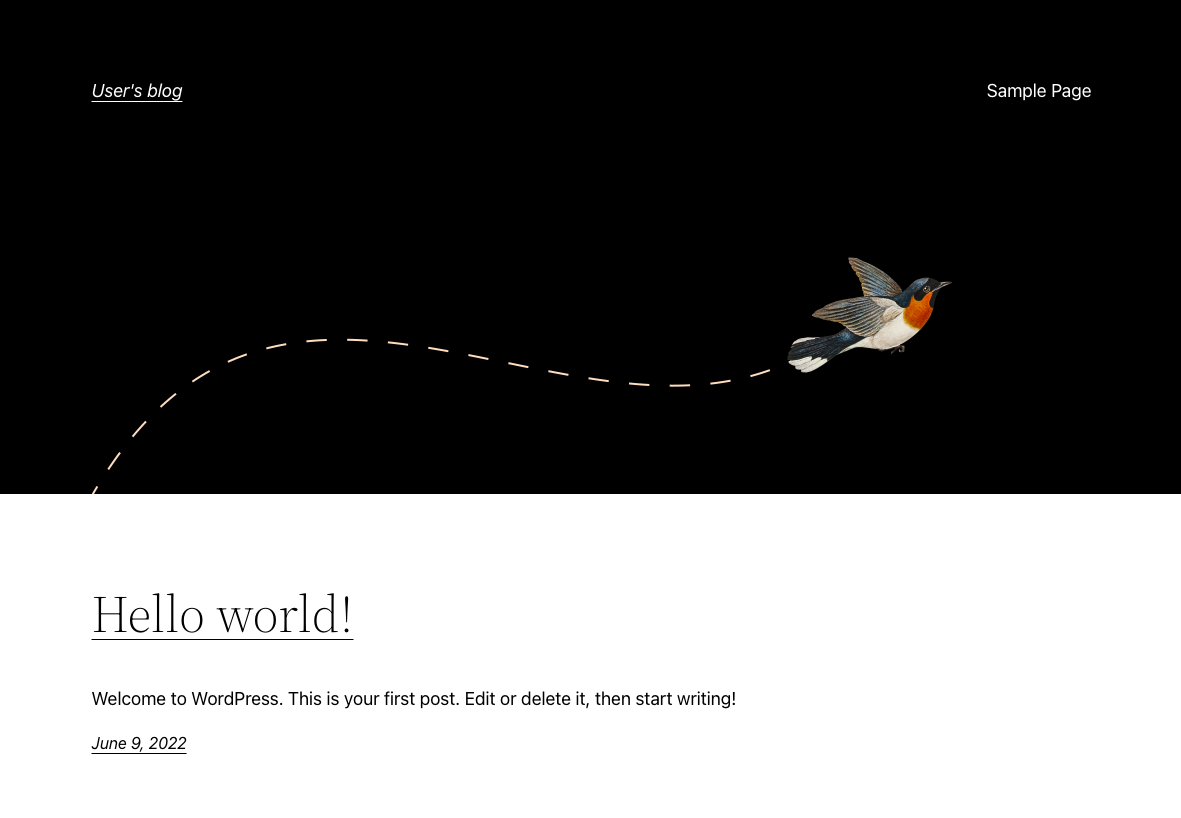 User's blog
Sample Page
Hello world!
Welcome to WordPress. This is your first post. Edit or delete it, then start writing!
June 9, 2022